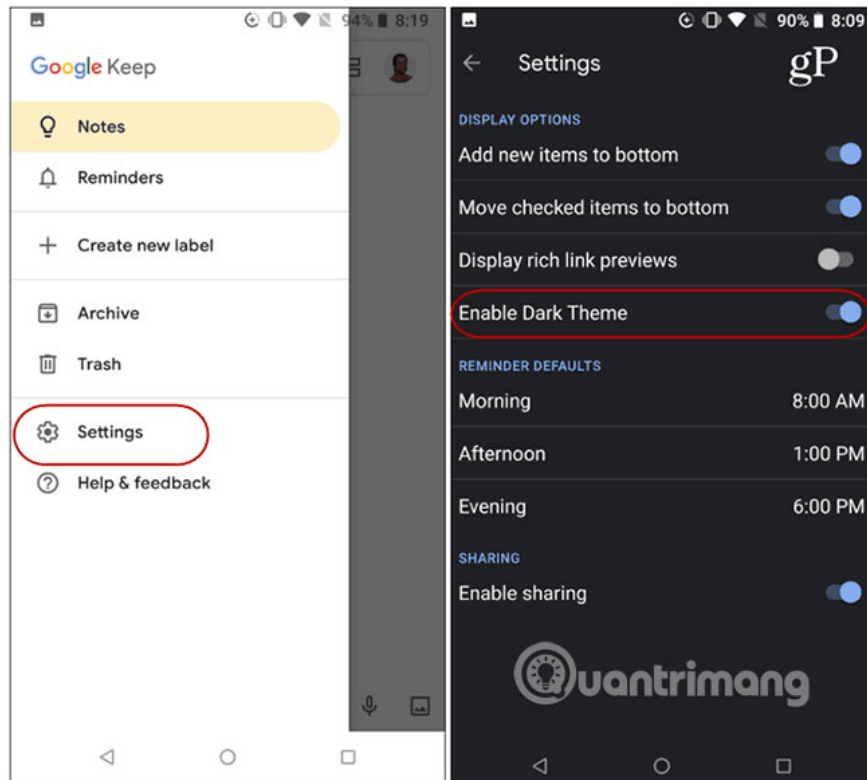 94% 8:19
Google Keep
Notes
Reminders
Create new label
Archive
Trash
Settings
Help & feedback
90% 8:09
Settings
gP
DISPLAY OPTIONS
Add new items to bottom
Move checked items to bottom
Display rich link previews
Enable Dark Theme
REMINDER DEFAULTS
Morning 8:00 AM
Afternoon 1:00 PM
Evening 6:00 PM
SHARING
Enable sharing
Quantrimang